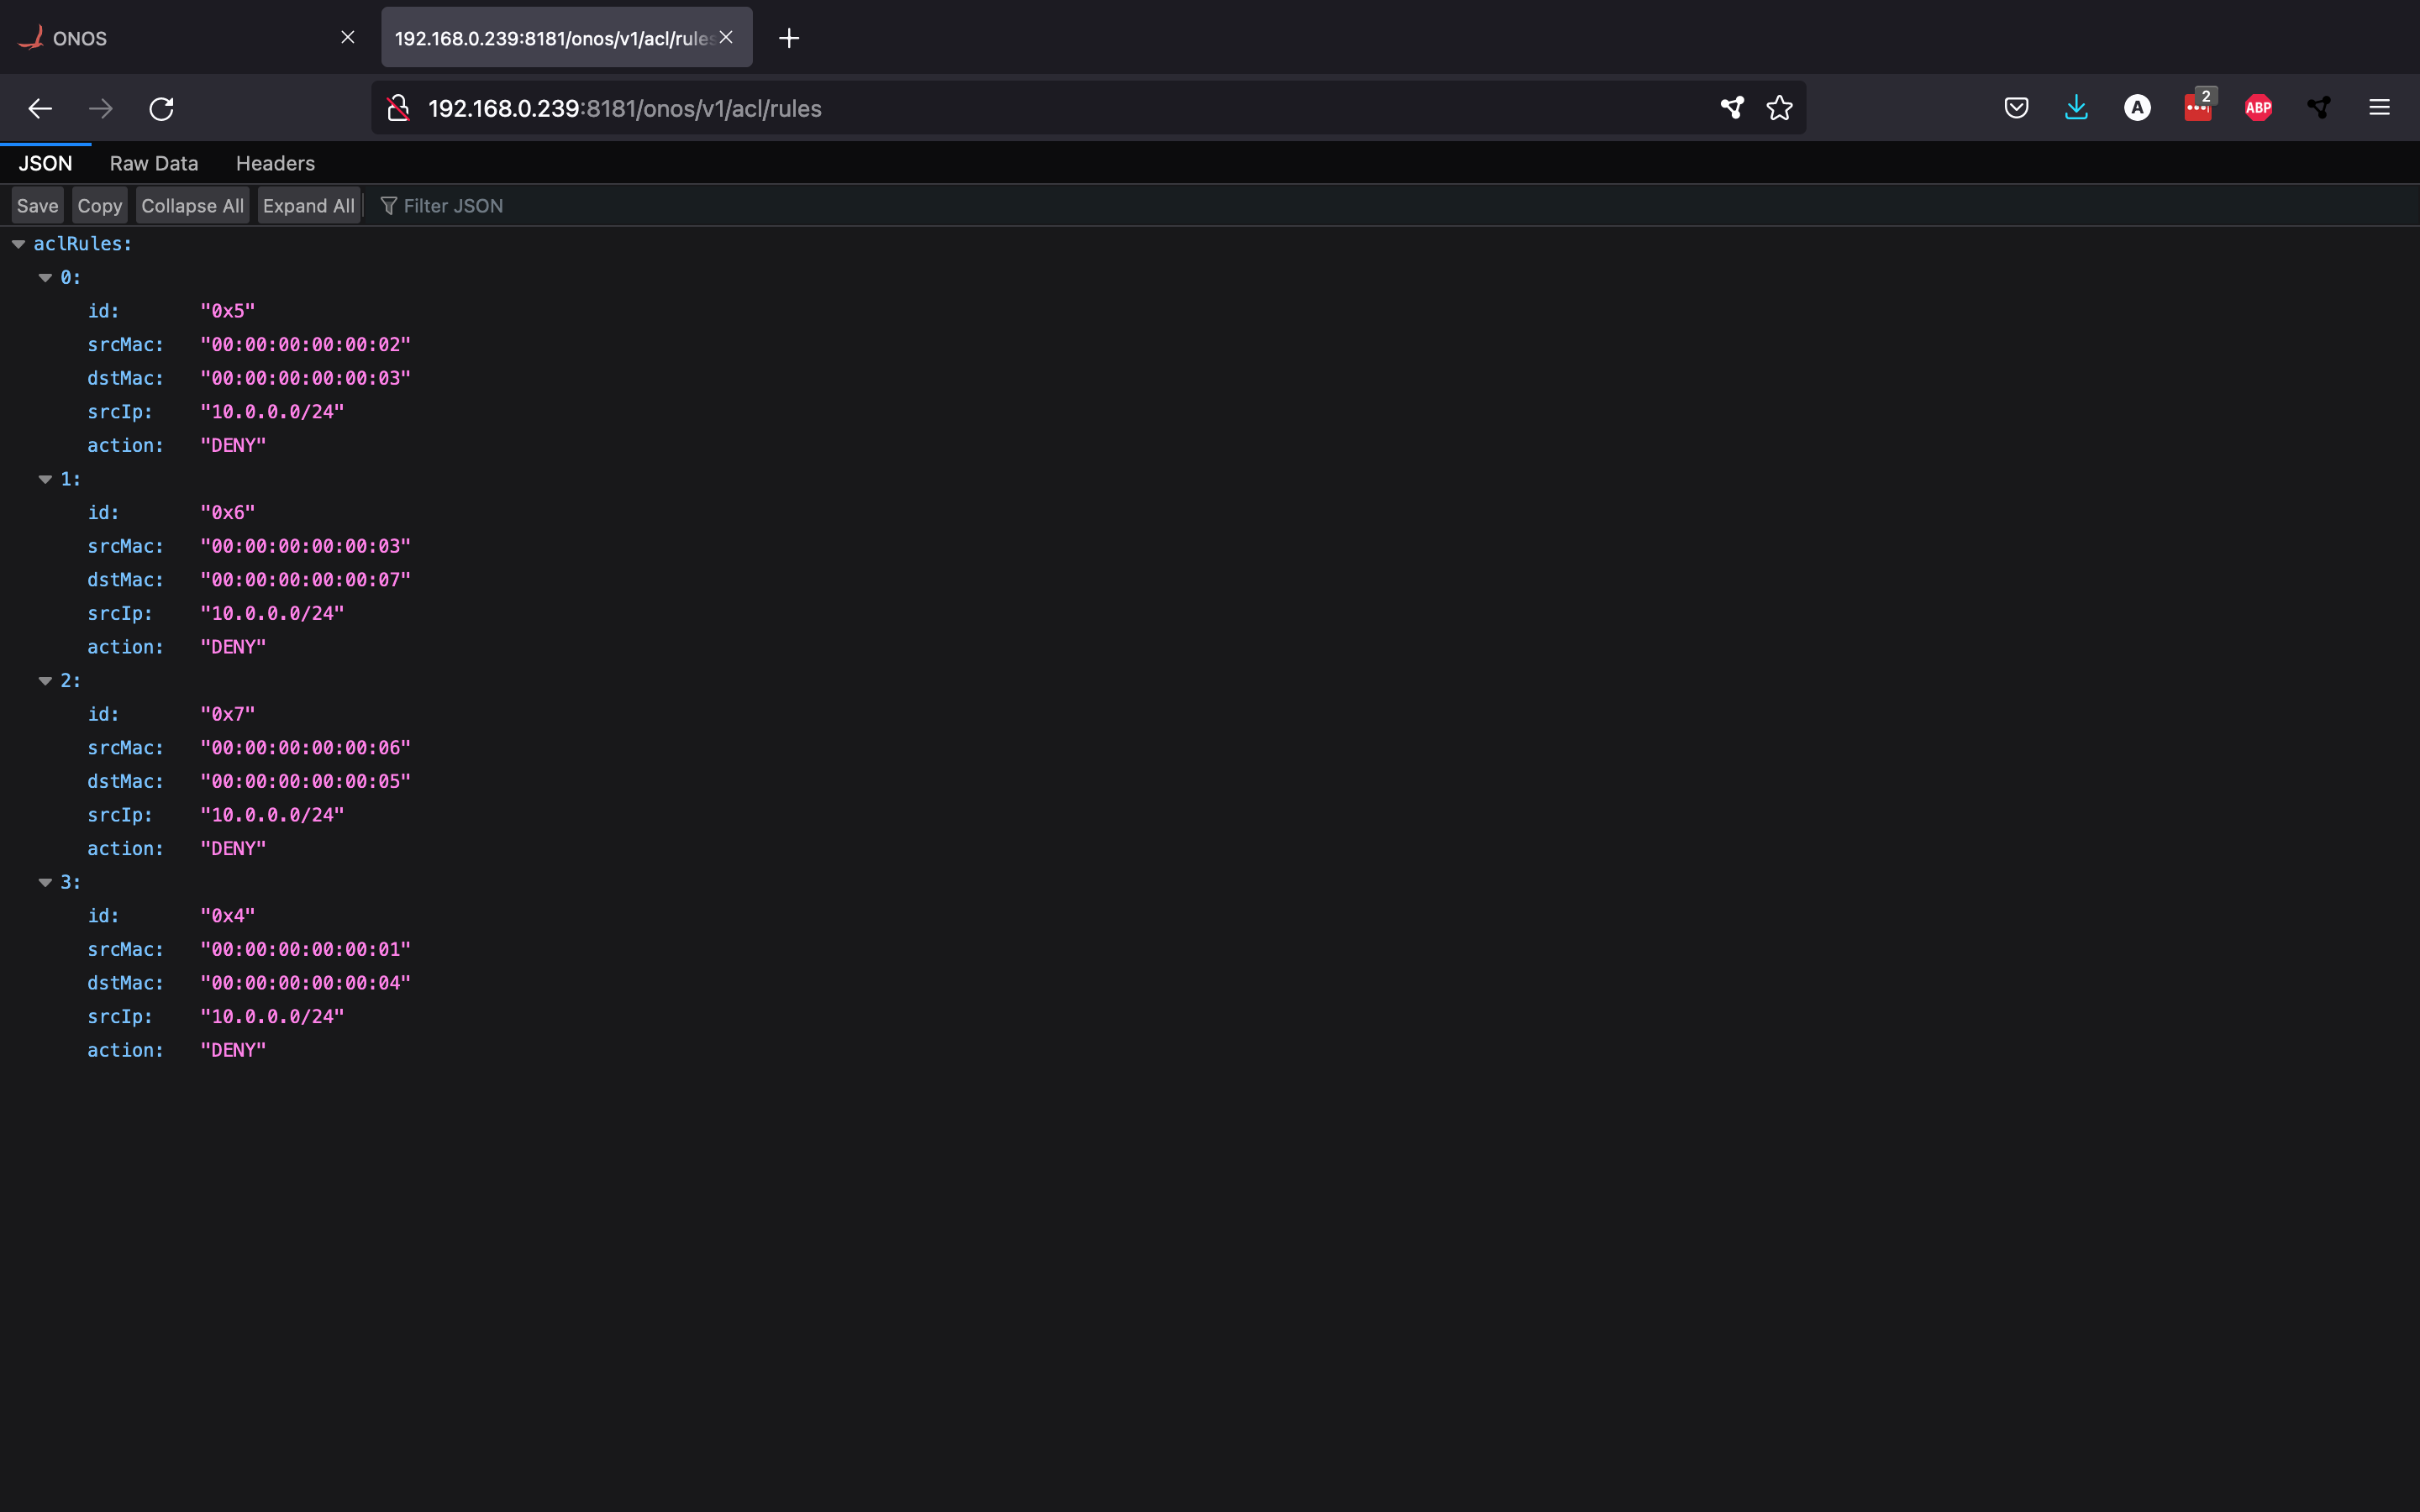 ONOS
192.168.0.239:8181/onos/v1/acl/rules
192.168.0.239:8181/onos/v1/acl/rules
A
2
ABP
JSON Raw Data Headers
Save Copy Collapse All Expand All Filter JSON
aclRules:
0:
id: "0x5"
srcMac: "00:00:00:00:00:02"
dstMac: "00:00:00:00:00:03"
srcIp: "10.0.0.0/24"
action: "DENY"
1:
id: "0x6"
srcMac: "00:00:00:00:00:03"
dstMac: "00:00:00:00:00:07"
srcIp: "10.0.0.0/24"
action: "DENY"
2:
id: "0x7"
srcMac: "00:00:00:00:00:06"
dstMac: "00:00:00:00:00:05"
srcIp: "10.0.0.0/24"
action: "DENY"
3:
id: "0x4"
srcMac: "00:00:00:00:00:01"
dstMac: "00:00:00:00:00:04"
srcIp: "10.0.0.0/24"
action: "DENY"